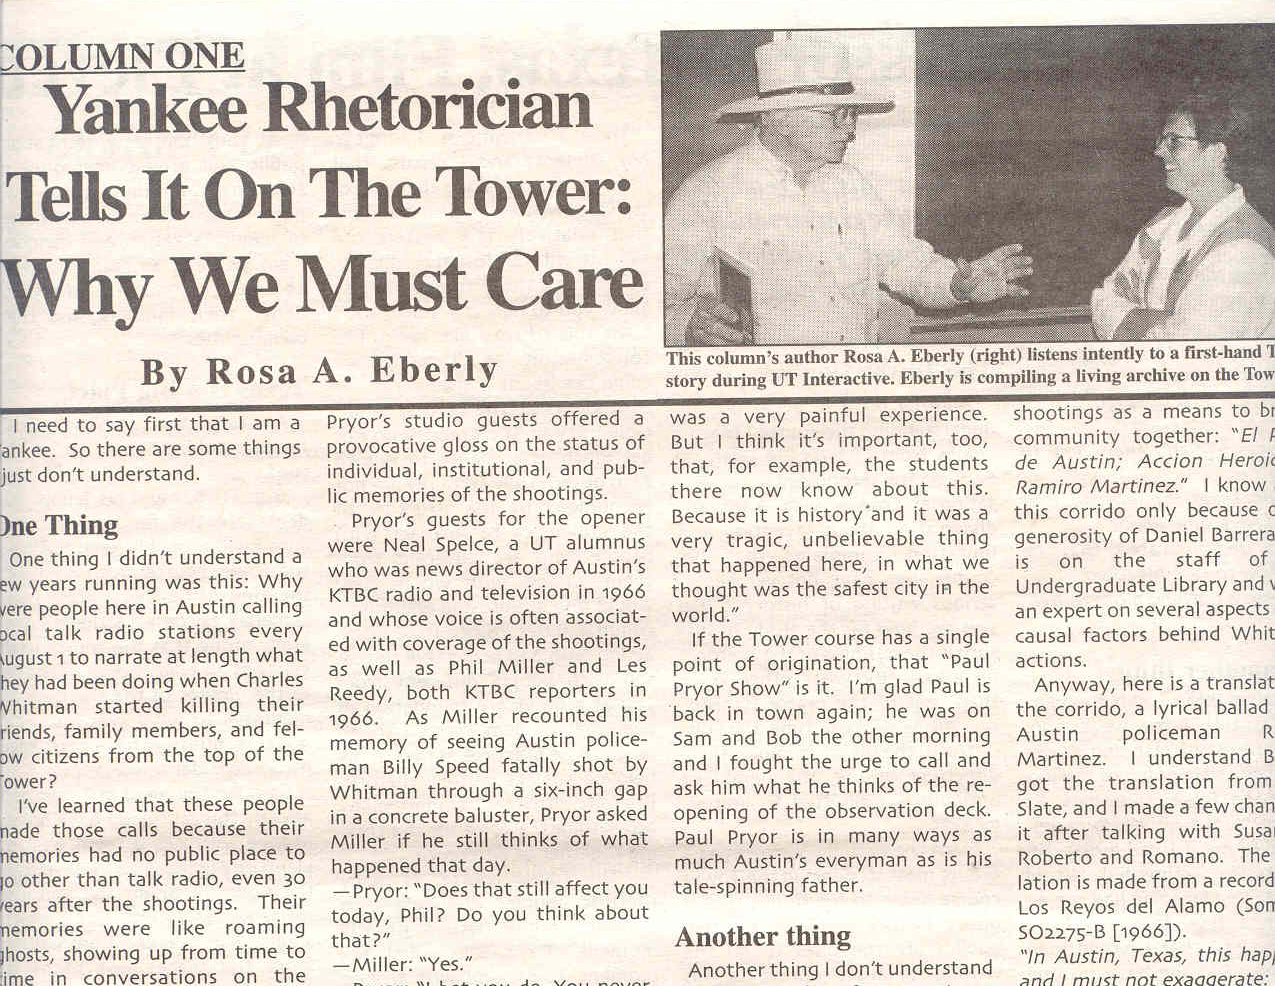 COLUMN ONE
Yankee Rhetorician
Tells It On The Tower:
Why We Must Care
By Rosa A. Eberly
This column's author Rosa A. Eberly (right) listens intently to a first-hand
story during UT Interactive. Eberly is compiling a living archive on the
I need to say first that I am a
So there are some things
just don't understand.
One Thing
One thing I didn't understand a
years running was this: Why
people here in Austin calling
talk radio stations every
1 to narrate at length what
had been doing when Charles
Whitman started killing their
family members, and fel-
citizens from the top of the
I've learned that these people
those calls because their
had no public place to
other than talk radio, even 30
after the shootings. Their
were like roaming
showing up from time to
in conversations on the
Pryor's studio guests offered a
provocative gloss on the status of
individual, institutional, and pub-
lic memories of the shootings.
Pryor's guests for the opener
were Neal Spelce, a UT alumnus
who was news director of Austin's
KTBC radio and television in 1966
and whose voice is often associat-
ed with coverage of the shootings,
as well as Phil Miller and Les
Reedy, both KTBC reporters in
1966. As Miller recounted his
memory of seeing Austin police-
man Billy Speed fatally shot by
Whitman through a six-inch gap
in a concrete baluster, Pryor asked
Miller if he still thinks of what
happened that day.
—Pryor: "Does that still affect you
today, Phil? Do you think about
that?"
—Miller: "Yes."
was a very painful experience.
But I think it's important, too,
that, for example, the students
there now know about this.
Because it is history and it was a
very tragic, unbelievable thing
that happened here, in what we
thought was the safest city in the
world."
If the Tower course has a single
point of origination, that "Paul
Pryor Show" is it. I'm glad Paul is
back in town again; he was on
Sam and Bob the other morning
and I fought the urge to call and
ask him what he thinks of the re-
opening of the observation deck.
Paul Pryor is in many ways as
much Austin's everyman as is his
tale-spinning father.
Another thing
Another thing I don't understand
shootings as a means to
community together: "El
de Austin; Accion
Ramiro Martinez." I know
this corrido only because
generosity of Daniel Barrera
is on the staff of
Undergraduate Library and
an expert on several aspects
causal factors behind
actions.
Anyway, here is a
the corrido, a lyrical ballad
Austin policeman
Martinez. I understand
got the translation from
Slate, and I made a few
it after talking with
Roberto and Romano. The
lation is made from a record
Los Reyos del Alamo
SO2275-B [1966]).
"In Austin, Texas, this
and I must not exaggerate: